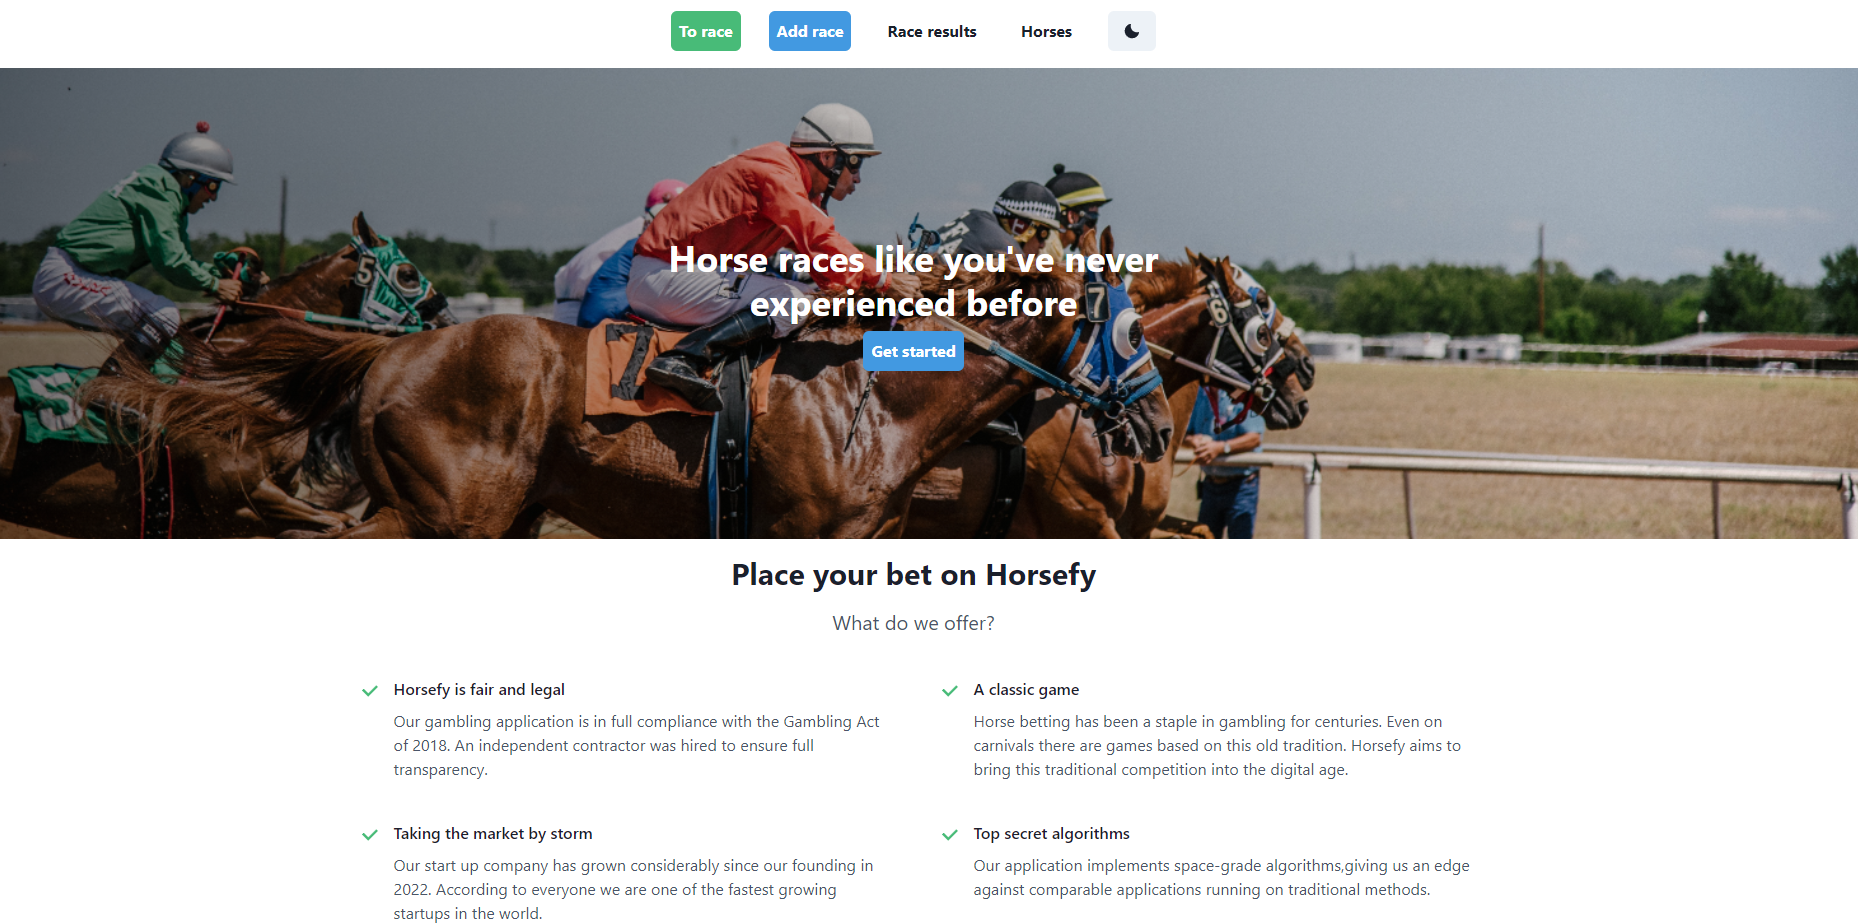 To race
Add race
Race results
Horses
Horse races like you've never
experienced before
Get started
5
7
6
1
5
Place your bet on Horsefy
What do we offer?
Horsefy is fair and legal
Our gambling application is in full compliance with the Gambling Act
of 2018. An independent contractor was hired to ensure full
transparency.
A classic game
Horse betting has been a staple in gambling for centuries. Even on
carnivals there are games based on this old tradition. Horsefy aims to
bring this traditional competition into the digital age.
Taking the market by storm
Our start up company has grown considerably since our founding in
2022. According to everyone we are one of the fastest growing
startups in the world.
Top secret algorithms
Our application implements space-grade algorithms,giving us an edge
against comparable applications running on traditional methods.